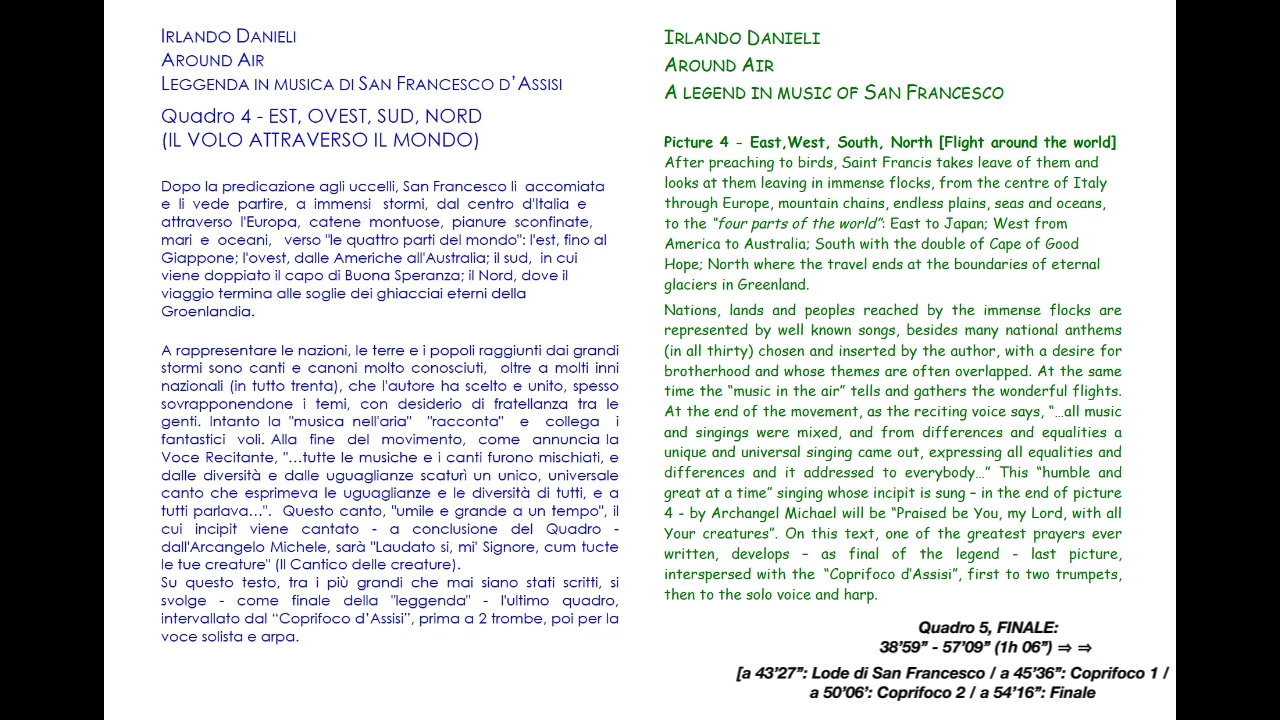 IRLANDO DANIELI
AROUND AIR
LEGGENDA IN MUSICA DI SAN FRANCESCO D'ASSISI
Quadro 4 - EST, OVEST, SUD, NORD
(IL VOLO ATTRAVERSO IL MONDO)
Dopo la predicazione agli uccelli, San Francesco li accomiata
e li vede partire, a immensi stormi, dal centro d'Italia e
attraverso l'Europa, catene montuose, pianure sconfinate,
mari e oceani, verso "le quattro parti del mondo": l'est, fino al
Giappone; l'ovest, dalle Americhe all'Australia; il sud, in cui
viene doppiato il capo di Buona Speranza; il Nord, dove il
viaggio termina alle soglie dei ghiacciai eterni della
Groenlandia.
A rappresentare le nazioni, le terre e i popoli raggiunti dai grandi
stormi sono canti e canoni molto conosciuti, oltre a molti inni
nazionali (in tutto trenta), che l'autore ha scelto e unito, spesso
sovrapponendone i temi, con desiderio di fratellanza tra le
genti. Intanto la "musica nell'aria" "racconta" e collega i
fantastici voli. Alla fine del movimento, come annuncia la
Voce Recitante, "...tutte le musiche e i canti furono mischiati, e
dalle diversità e dalle uguaglianze scaturì un unico, universale
canto che esprimeva le uguaglianze e le diversità di tutti, e a
tutti parlava...". Questo canto, "umile e grande a un tempo", il
cui incipit viene cantato - a conclusione del Quadro -
dall'Arcangelo Michele, sarà "Laudato si, mi' Signore, cum tucte
le tue creature" (Il Cantico delle creature).
Su questo testo, tra i più grandi che mai siano stati scritti, si
svolge - come finale della "leggenda" - l'ultimo quadro,
intervallato dal "Coprifoco d'Assisi", prima a 2 trombe, poi per la
voce solista e arpa.
IRLANDO DANIELI
AROUND AIR
A LEGEND IN MUSIC OF SAN FRANCESCO
Picture 4 - East,West, South, North [Flight around the world]
After preaching to birds, Saint Francis takes leave of them and
looks at them leaving in immense flocks, from the centre of Italy
through Europe, mountain chains, endless plains, seas and oceans,
to the "four parts of the world": East to Japan; West from
America to Australia; South with the double of Cape of Good
Hope; North where the travel ends at the boundaries of eternal
glaciers in Greenland.
Nations, lands and peoples reached by the immense flocks are
represented by well known songs, besides many national anthems
(in all thirty) chosen and inserted by the author, with a desire for
brotherhood and whose themes are often overlapped. At the same
time the "music in the air" tells and gathers the wonderful flights.
At the end of the movement, as the reciting voice says, "…all music
and singings were mixed, and from differences and equalities a
unique and universal singing came out, expressing all equalities and
differences and it addressed to everybody…" This "humble and
great at a time" singing whose incipit is sung – in the end of picture
4 - by Archangel Michael will be "Praised be You, my Lord, with all
Your creatures". On this text, one of the greatest prayers ever
written, develops – as final of the legend - last picture,
interspersed with the "Coprifoco d'Assisi", first to two trumpets,
then to the solo voice and harp.
Quadro 5, FINALE:
38'59" - 57'09" (1h 06") ⇒ ⇒
[a 43'27": Lode di San Francesco / a 45'36": Coprifoco 1 /
a 50'06': Coprifoco 2 / a 54'16": Finale